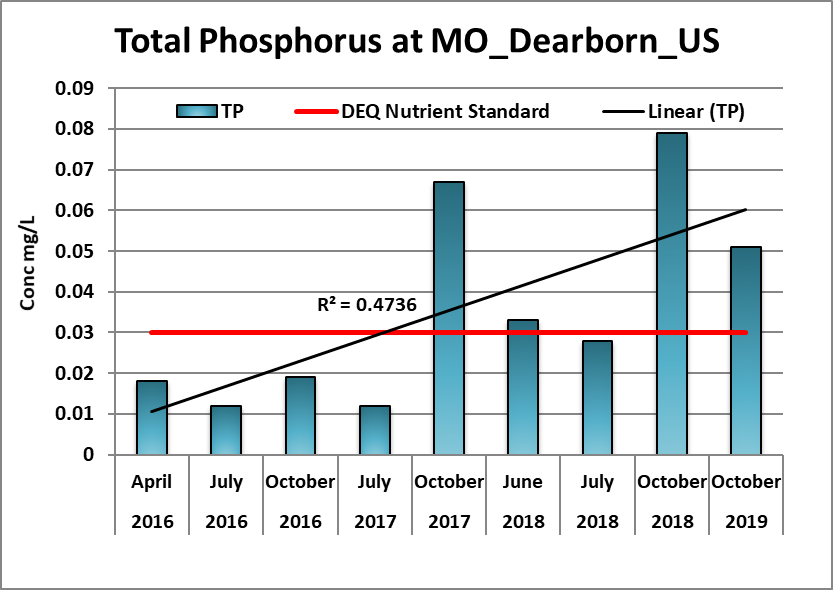 Total Phosphorus at MO_Dearborn_US
TP DEQ Nutrient Standard Linear (TP)
Conc mg/L
0.09
0.08
0.07
0.06
0.05
0.04
0.03
0.02
0.01
0
R² = 0.4736
April July October July October June July October October
2016 2016 2016 2017 2017 2018 2018 2018 2019